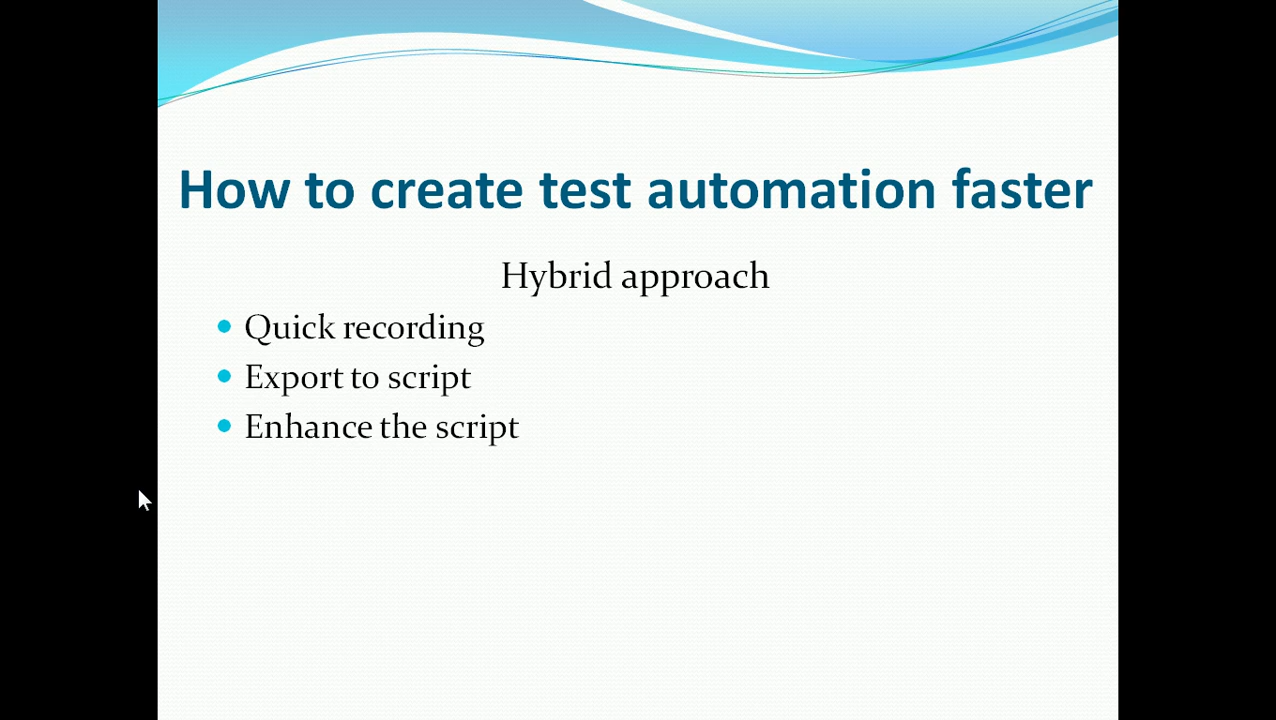 How to create test automation faster
Hybrid approach
Quick recording
Export to script
Enhance the script